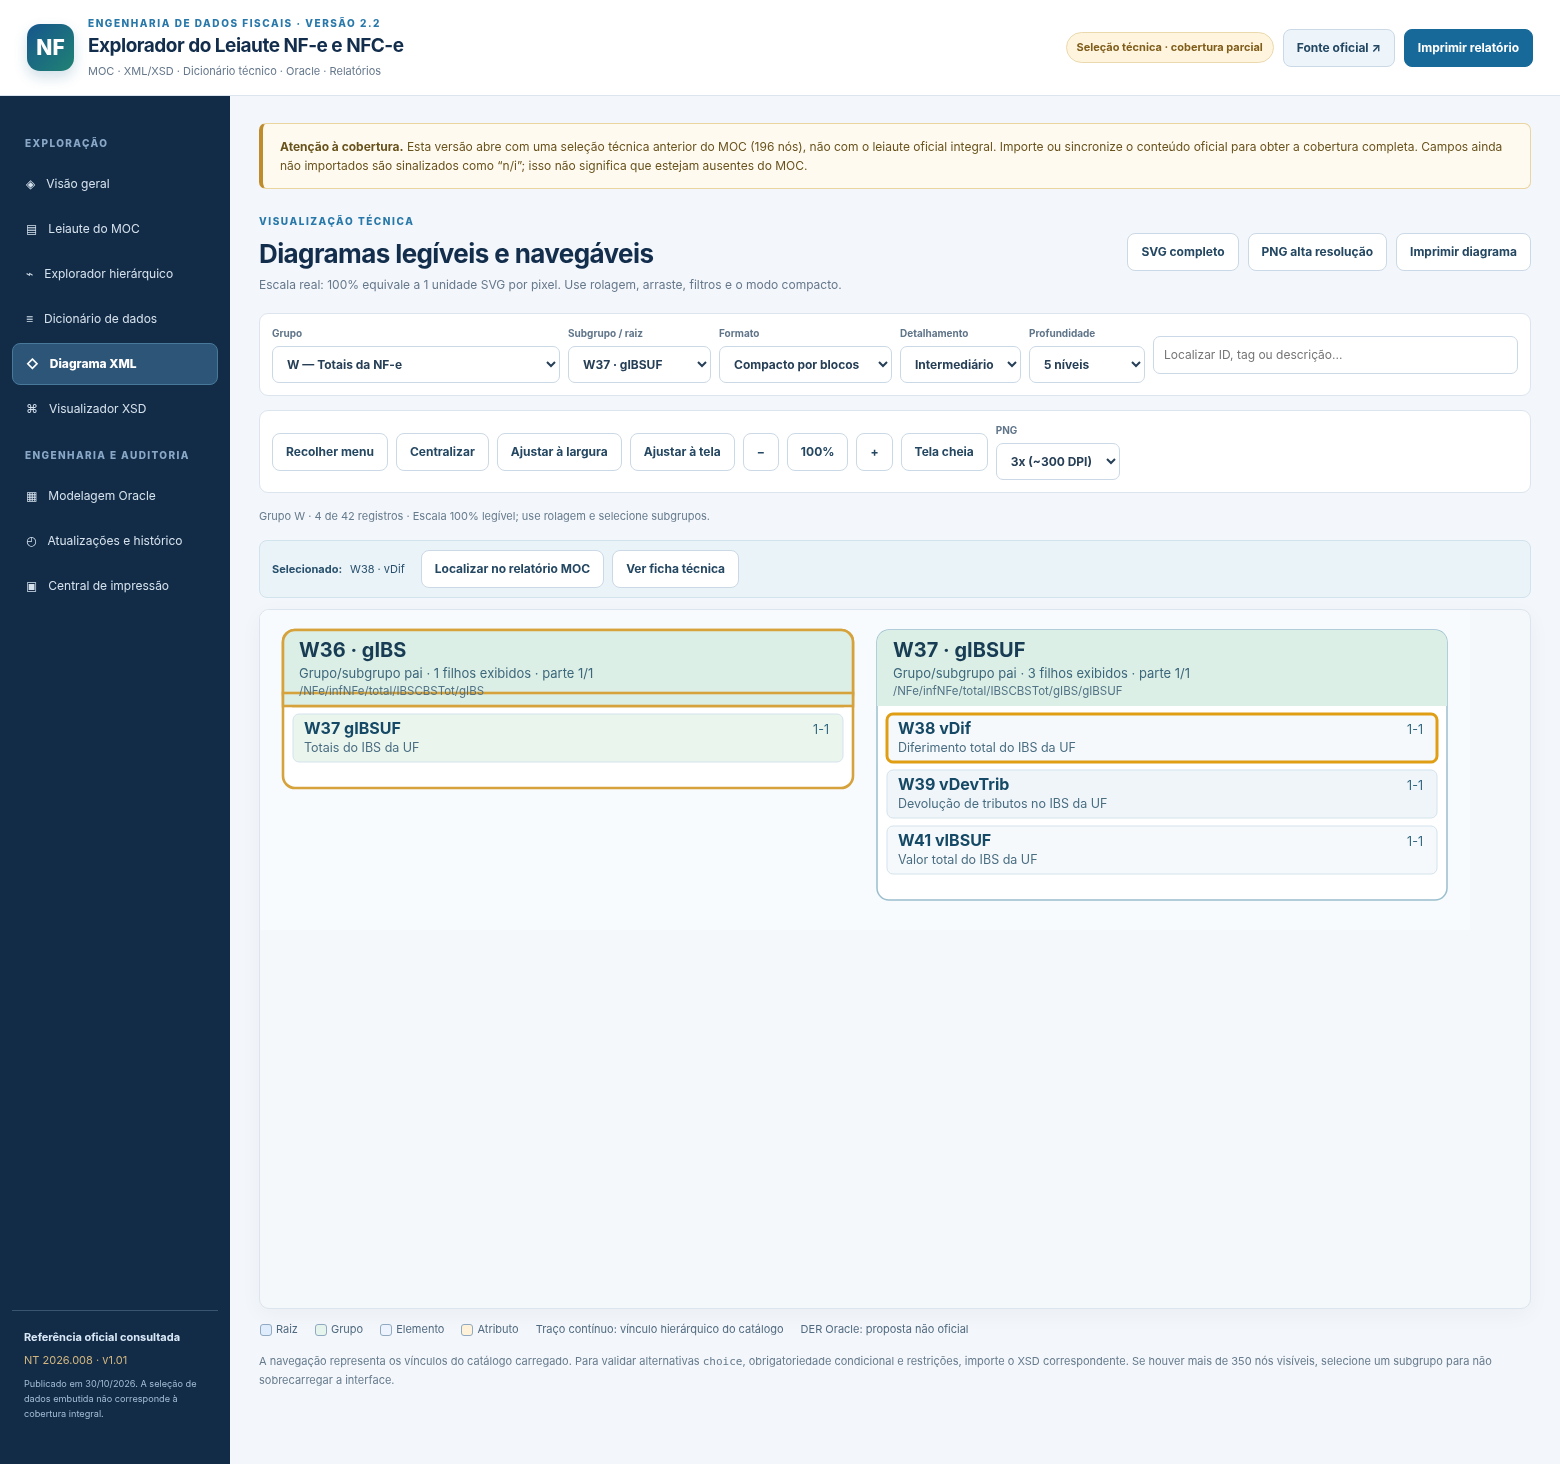 NF
ENGENHARIA DE DADOS FISCAIS · VERSÃO 2.2
Explorador do Leiaute NF-e e NFC-e
MOC · XML/XSD · Dicionário técnico · Oracle · Relatórios
Seleção técnica · cobertura parcial
Fonte oficial ↗
Imprimir relatório
EXPLORAÇÃO
◈ Visão geral
▤ Leiaute do MOC
⌁ Explorador hierárquico
≡ Dicionário de dados
◇ Diagrama XML
⌘ Visualizador XSD
ENGENHARIA E AUDITORIA
▦ Modelagem Oracle
◴ Atualizações e histórico
▣ Central de impressão
Referência oficial consultada
NT 2026.008 · v1.01
Publicado em 30/10/2026. A seleção de
dados embutida não corresponde à
cobertura integral.
Atenção à cobertura. Esta versão abre com uma seleção técnica anterior do MOC (196 nós), não com o leiaute oficial integral. Importe ou sincronize o conteúdo oficial para obter a cobertura completa. Campos ainda
não importados são sinalizados como “n/i”; isso não significa que estejam ausentes do MOC.
VISUALIZAÇÃO TÉCNICA
Diagramas legíveis e navegáveis
Escala real: 100% equivale a 1 unidade SVG por pixel. Use rolagem, arraste, filtros e o modo compacto.
SVG completo
PNG alta resolução
Imprimir diagrama
Grupo
W — Totais da NF-e
Subgrupo / raiz
W37 · gIBSUF
Formato
Compacto por blocos
Detalhamento
Intermediário
Profundidade
5 níveis
Localizar ID, tag ou descrição...
Recolher menu
Centralizar
Ajustar à largura
Ajustar à tela
−
100%
+
Tela cheia
PNG
3x (~300 DPI)
Grupo W · 4 de 42 registros · Escala 100% legível; use rolagem e selecione subgrupos.
Selecionado: W38 · vDif
Localizar no relatório MOC
Ver ficha técnica
W36 · gIBS
Grupo/subgrupo pai · 1 filhos exibidos · parte 1/1
/NFe/infNFe/total/IBSCBSTot/gIBS
W37 gIBSUF
1-1
Totais do IBS da UF
W37 · gIBSUF
Grupo/subgrupo pai · 3 filhos exibidos · parte 1/1
/NFe/infNFe/total/IBSCBSTot/gIBS/gIBSUF
W38 vDif
1-1
Diferimento total do IBS da UF
W39 vDevTrib
1-1
Devolução de tributos no IBS da UF
W41 vIBSUF
1-1
Valor total do IBS da UF
Raiz
Grupo
Elemento
Atributo
Traço contínuo: vínculo hierárquico do catálogo
DER Oracle: proposta não oficial
A navegação representa os vínculos do catálogo carregado. Para validar alternativas choice, obrigatoriedade condicional e restrições, importe o XSD correspondente. Se houver mais de 350 nós visíveis, selecione um subgrupo para não
sobrecarregar a interface.